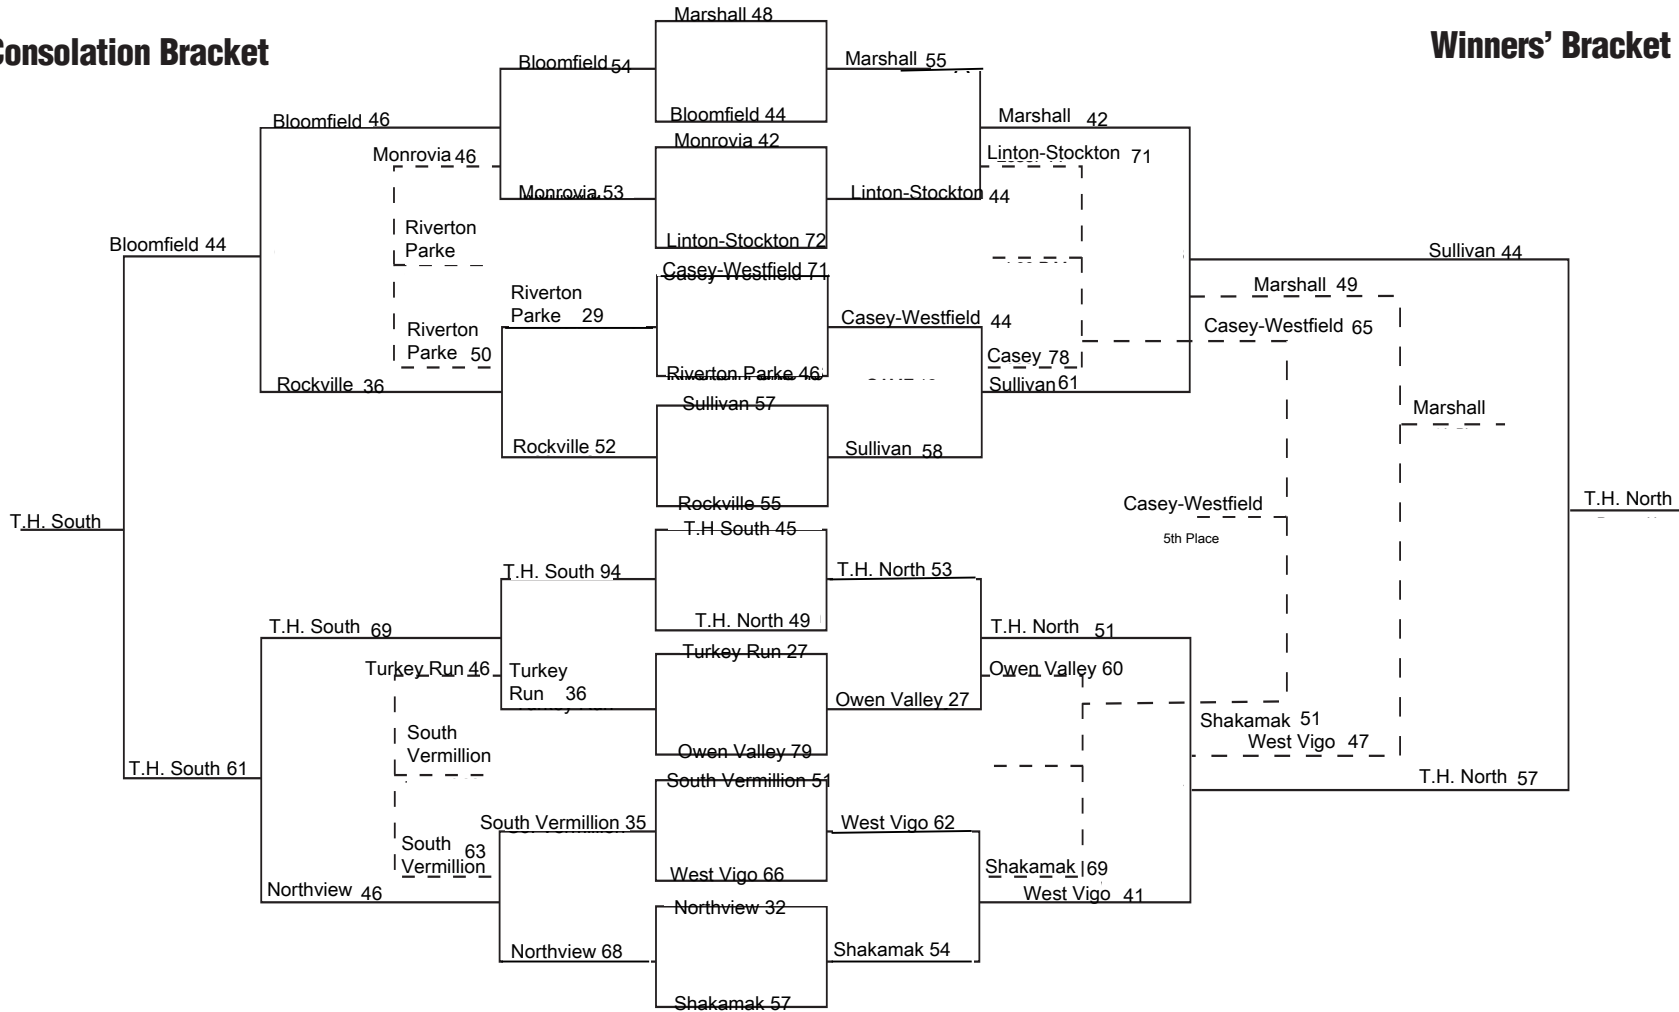 Consolation Bracket
Winners' Bracket
Marshall 48
Bloomfield 44
Monrovia 42
Linton-Stockton 72
Casey-Westfield 71
Riverton Parke 46
Sullivan 57
Rockville 55
T.H South 45
T.H. North 49
Turkey Run 27
Owen Valley 79
South Vermillion 51
West Vigo 66
Northview 32
Shakamak 57
Bloomfield 54
Monrovia 53
Riverton
Parke 29
Rockville 52
T.H. South 94
Turkey
Run 36
South Vermillion 35
Northview 68
Bloomfield 46
Monrovia 46
Riverton
Parke
Riverton
Parke 50
Rockville 36
T.H. South 69
Turkey Run 46
South
Vermillion
South 63
Vermillion
Northview 46
Bloomfield 44
T.H. South 61
T.H. South
Marshall 55
Linton-Stockton 44
Casey-Westfield 44
Sullivan 58
T.H. North 53
Owen Valley 27
West Vigo 62
Shakamak 54
Marshall 42
Linton-Stockton 71
Casey 78
Sullivan 61
T.H. North 51
Owen Valley 60
Shakamak 69
West Vigo 41
Sullivan 44
Marshall 49
Casey-Westfield 65
Marshall
Casey-Westfield
5th Place
Shakamak 51
West Vigo 47
T.H. North 57
T.H. North